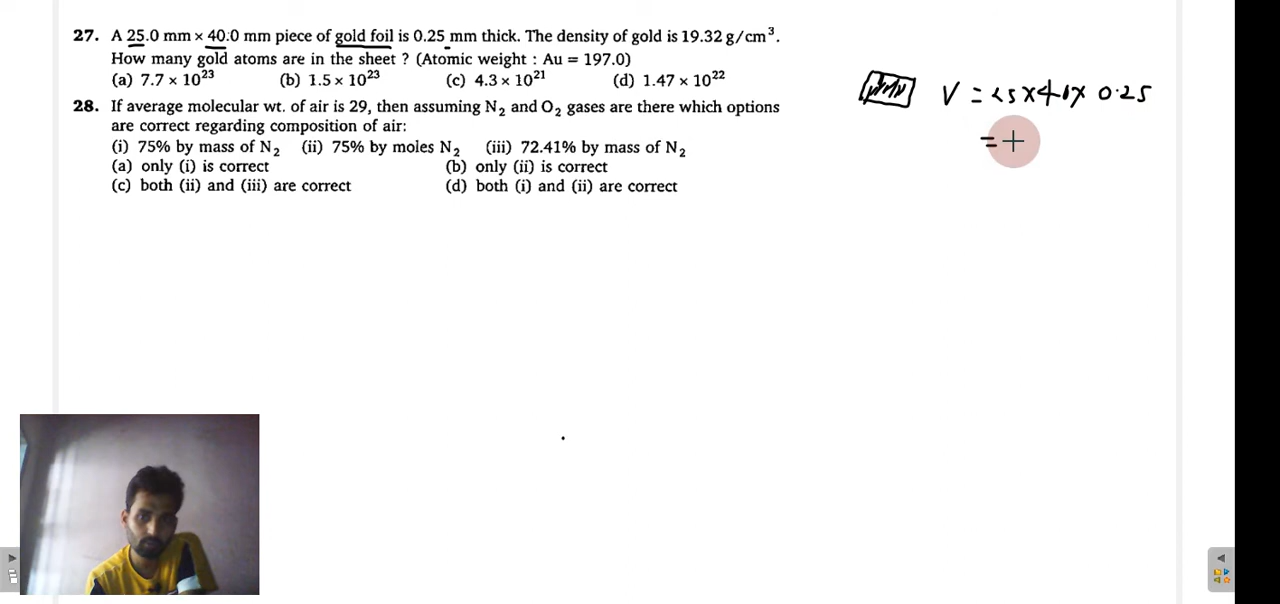 27. A 25.0 mm × 40.0 mm piece of gold foil is 0.25 mm thick. The density of gold is 19.32 g/cm³.
How many gold atoms are in the sheet ? (Atomic weight : Au = 197.0)
(a) 7.7 × 10²³ (b) 1.5 × 10²³ (c) 4.3 × 10²¹ (d) 1.47 × 10²²
28. If average molecular wt. of air is 29, then assuming N₂ and O₂ gases are there which options
are correct regarding composition of air:
(i) 75% by mass of N₂ (ii) 75% by moles N₂ (iii) 72.41% by mass of N₂
(a) only (i) is correct (b) only (ii) is correct
(c) both (ii) and (iii) are correct (d) both (i) and (ii) are correct
V = 25 × 40 × 0.25
=